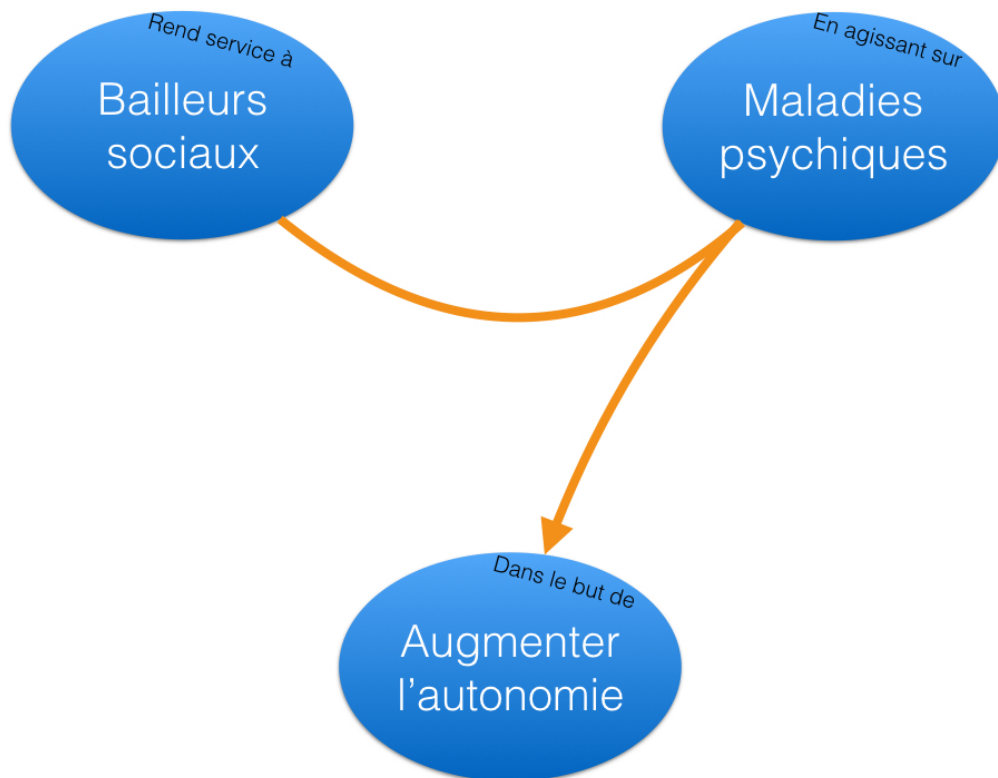 Rend service à
Bailleurs
sociaux
En agissant sur
Maladies
psychiques
Dans le but de
Augmenter
l’autonomie